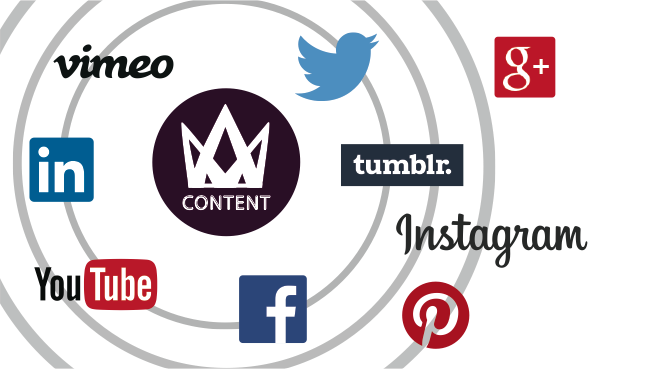 vimeo
g+
in
CONTENT
tumblr.
Instagram
YouTube
f
p